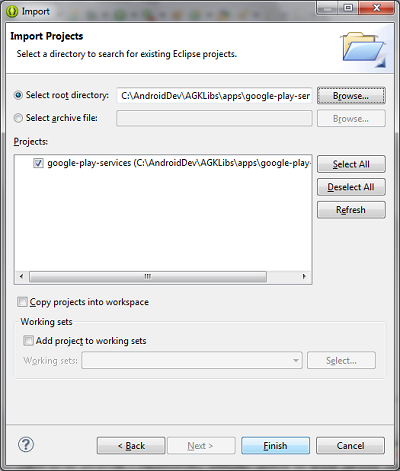 Import
Import Projects
Select a directory to search for existing Eclipse projects.
Select root directory: C:\AndroidDev\AGKLibs\apps\google-play-ser Browse...
Select archive file: Browse...
Projects:
google-play-services (C:\AndroidDev\AGKLibs\apps\google-play- Select All
Deselect All
Refresh
Copy projects into workspace
Working sets
Add project to working sets
Working sets: Select...
? < Back Next > Finish Cancel